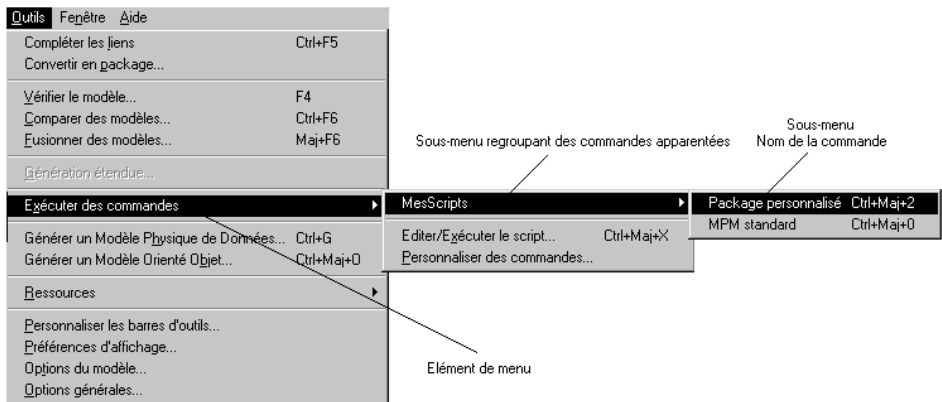 Outils Fenêtre Aide
Compléter les liens Ctrl+F5
Convertir en package...
Vérifier le modèle... F4
Comparer des modèles... Ctrl+F6
Fusionner des modèles... Maj+F6
Génération étendue...
Exécuter des commandes
Générer un Modèle Physique de Données... Ctrl+G
Générer un Modèle Orienté Objet... Ctrl+Maj+O
Ressources
Personnaliser les barres d'outils...
Préférences d'affichage...
Options du modèle...
Options générales...
Sous-menu regroupant des commandes apparentées
MesScripts
Editer/Exécuter le script... Ctrl+Maj+X
Personnaliser des commandes...
Sous-menu
Nom de la commande
Package personnalisé Ctrl+Maj+2
MPM standard Ctrl+Maj+0
Elément de menu